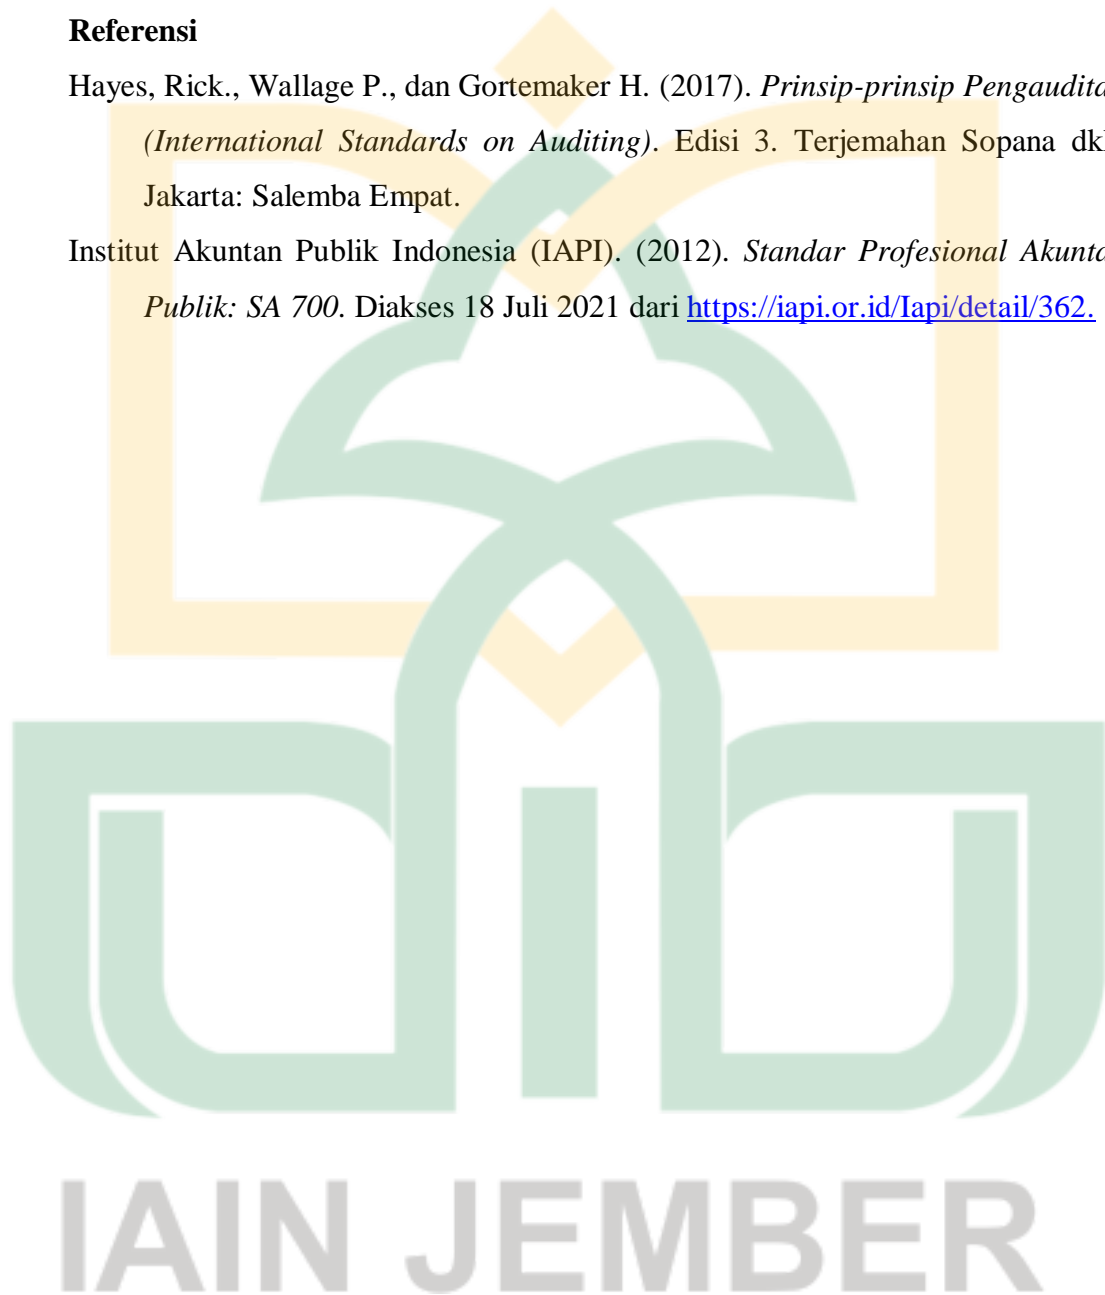 Referensi
Hayes, Rick., Wallage P., dan Gortemaker H. (2017). Prinsip-prinsip Pengaudita
(International Standards on Auditing). Edisi 3. Terjemahan Sopana dk
Jakarta: Salemba Empat.
Institut Akuntan Publik Indonesia (IAPI). (2012). Standar Profesional Akunta
Publik: SA 700. Diakses 18 Juli 2021 dari https://iapi.or.id/Iapi/detail/362.
IAIN JEMBER